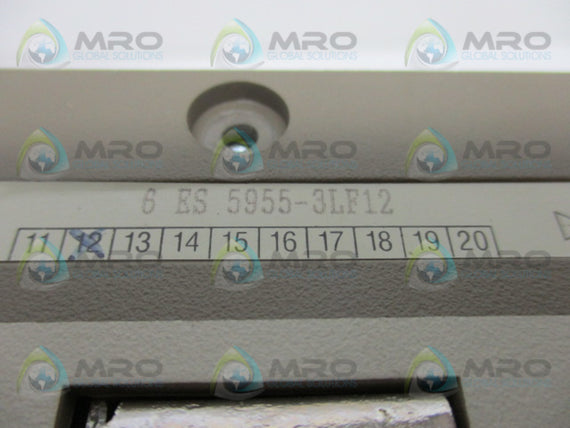 MRO
GLOBAL SOLUTIONS
6 ES 5955-3LF12
11 12 13 14 15 16 17 18 19 20